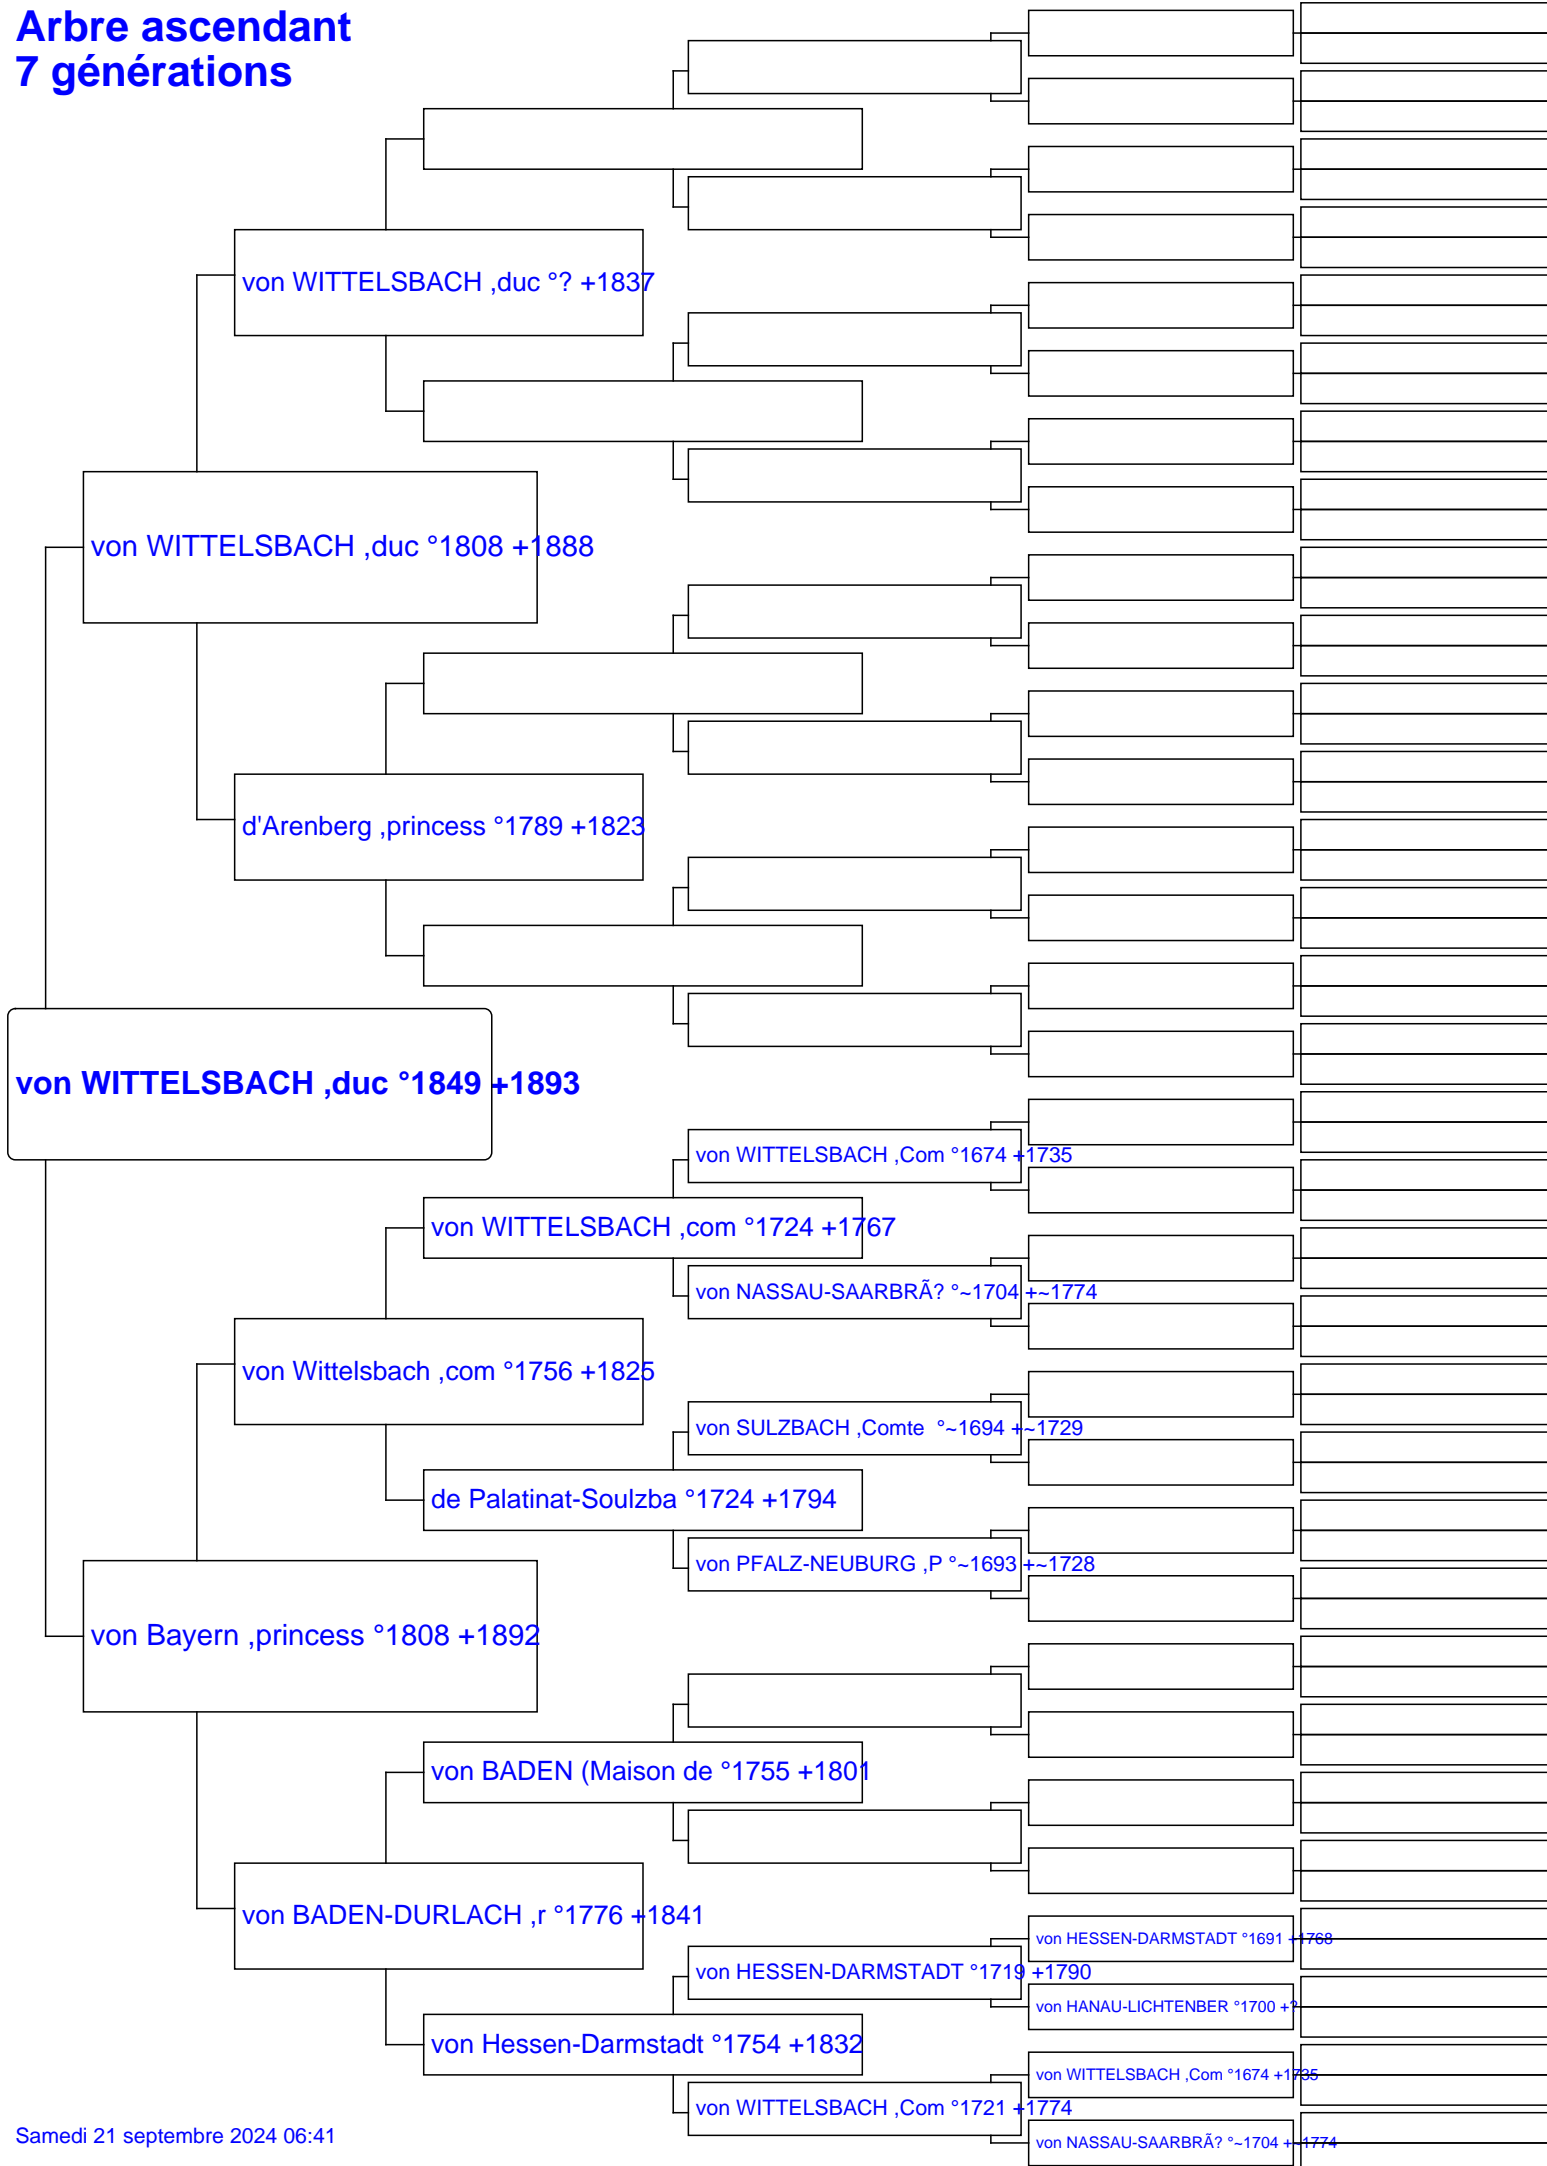 Arbre ascendant
7 générations
von WITTELSBACH ,duc °? +1837
von WITTELSBACH ,duc °1808 +1888
d'Arenberg ,princess °1789 +1823
von WITTELSBACH ,duc °1849 +1893
von WITTELSBACH ,Com °1674 +1735
von WITTELSBACH ,com °1724 +1767
von NASSAU-SAARBRÃ? °~1704 +~1774
von Wittelsbach ,com °1756 +1825
von SULZBACH ,Comte  °~1694 +~1729
de Palatinat-Soulzba °1724 +1794
von PFALZ-NEUBURG ,P °~1693 +~1728
von Bayern ,princess °1808 +1892
von BADEN (Maison de °1755 +1801
von BADEN-DURLACH ,r °1776 +1841
von HESSEN-DARMSTADT °1691 +1768
von HESSEN-DARMSTADT °1719 +1790
von HANAU-LICHTENBER °1700 +?
von Hessen-Darmstadt °1754 +1832
von WITTELSBACH ,Com °1674 +1735
von WITTELSBACH ,Com °1721 +1774
von NASSAU-SAARBRÃ? °~1704 +~1774
Samedi 21 septembre 2024 06:41